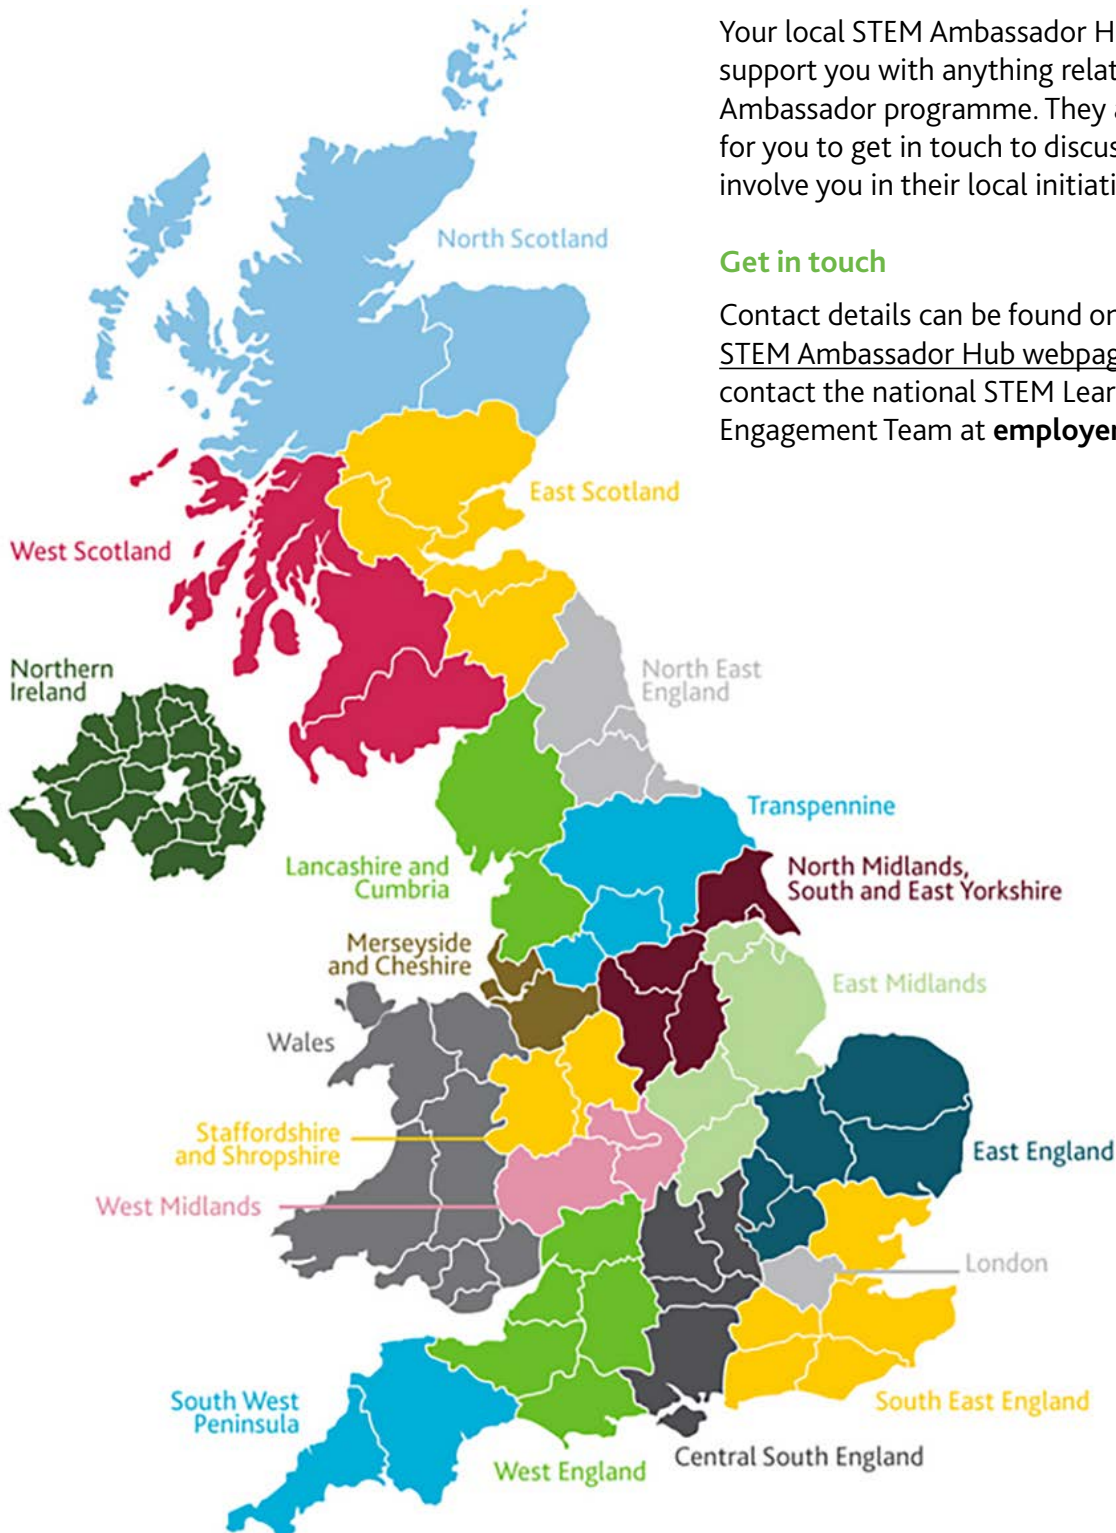 Your local STEM Ambassador H
support you with anything relat
Ambassador programme. They a
for you to get in touch to discus
involve you in their local initiati
Get in touch
Contact details can be found on
STEM Ambassador Hub webpag
contact the national STEM Lear
Engagement Team at employer
North Scotland
East Scotland
West Scotland
Northern
Ireland
North East
England
Transpennine
Lancashire and
Cumbria
North Midlands,
South and East Yorkshire
Merseyside
and Cheshire
East Midlands
Wales
Staffordshire
and Shropshire
East England
West Midlands
London
South West
Peninsula
South East England
West England
Central South England